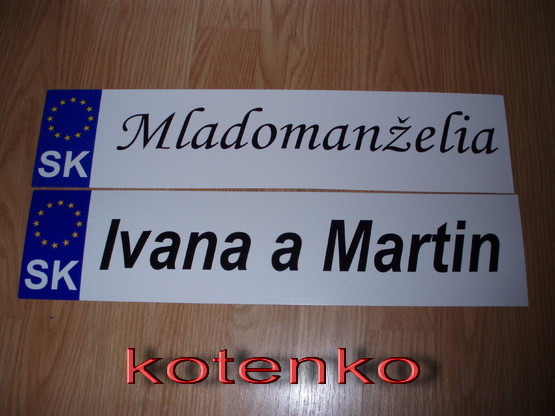 SK Mladomanželia
SK Ivana a Martin
kotenko